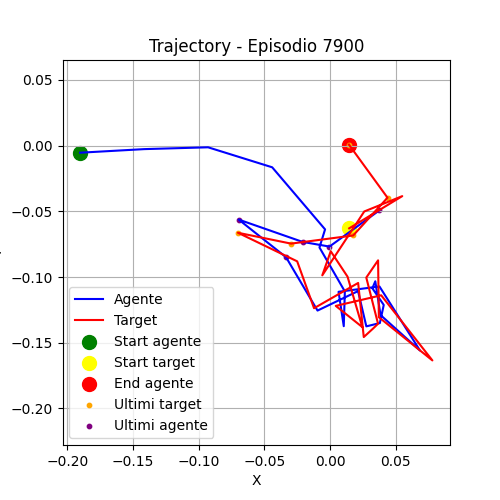 Trajectory - Episodio 7900
0.05
0.00
−0.05
−0.10
−0.15
−0.20
Agente
Target
Start agente
Start target
End agente
Ultimi target
Ultimi agente
−0.20
−0.15
−0.10
−0.05
0.00
0.05
X